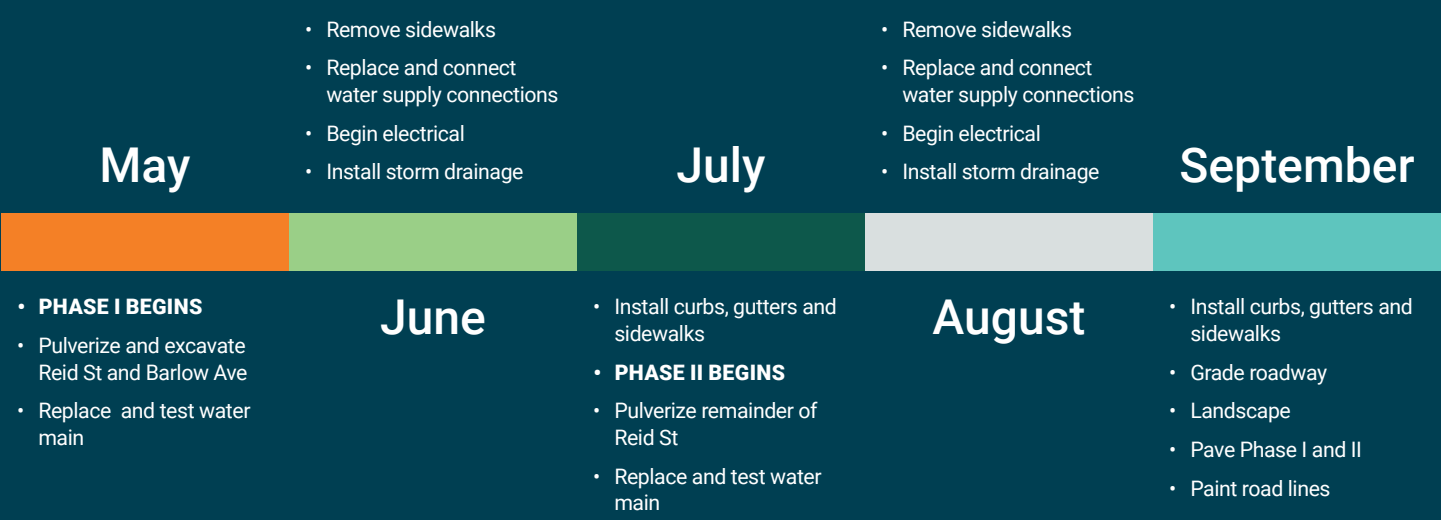 May
• PHASE I BEGINS
• Pulverize and excavate
Reid St and Barlow Ave
• Replace  and test water
main
• Remove sidewalks
• Replace and connect
water supply connections
• Begin electrical
• Install storm drainage
June
July
• Install curbs, gutters and
sidewalks
• PHASE II BEGINS
• Pulverize remainder of
Reid St
• Replace and test water
main
• Remove sidewalks
• Replace and connect
water supply connections
• Begin electrical
• Install storm drainage
August
September
• Install curbs, gutters and
sidewalks
• Grade roadway
• Landscape
• Pave Phase I and II
• Paint road lines